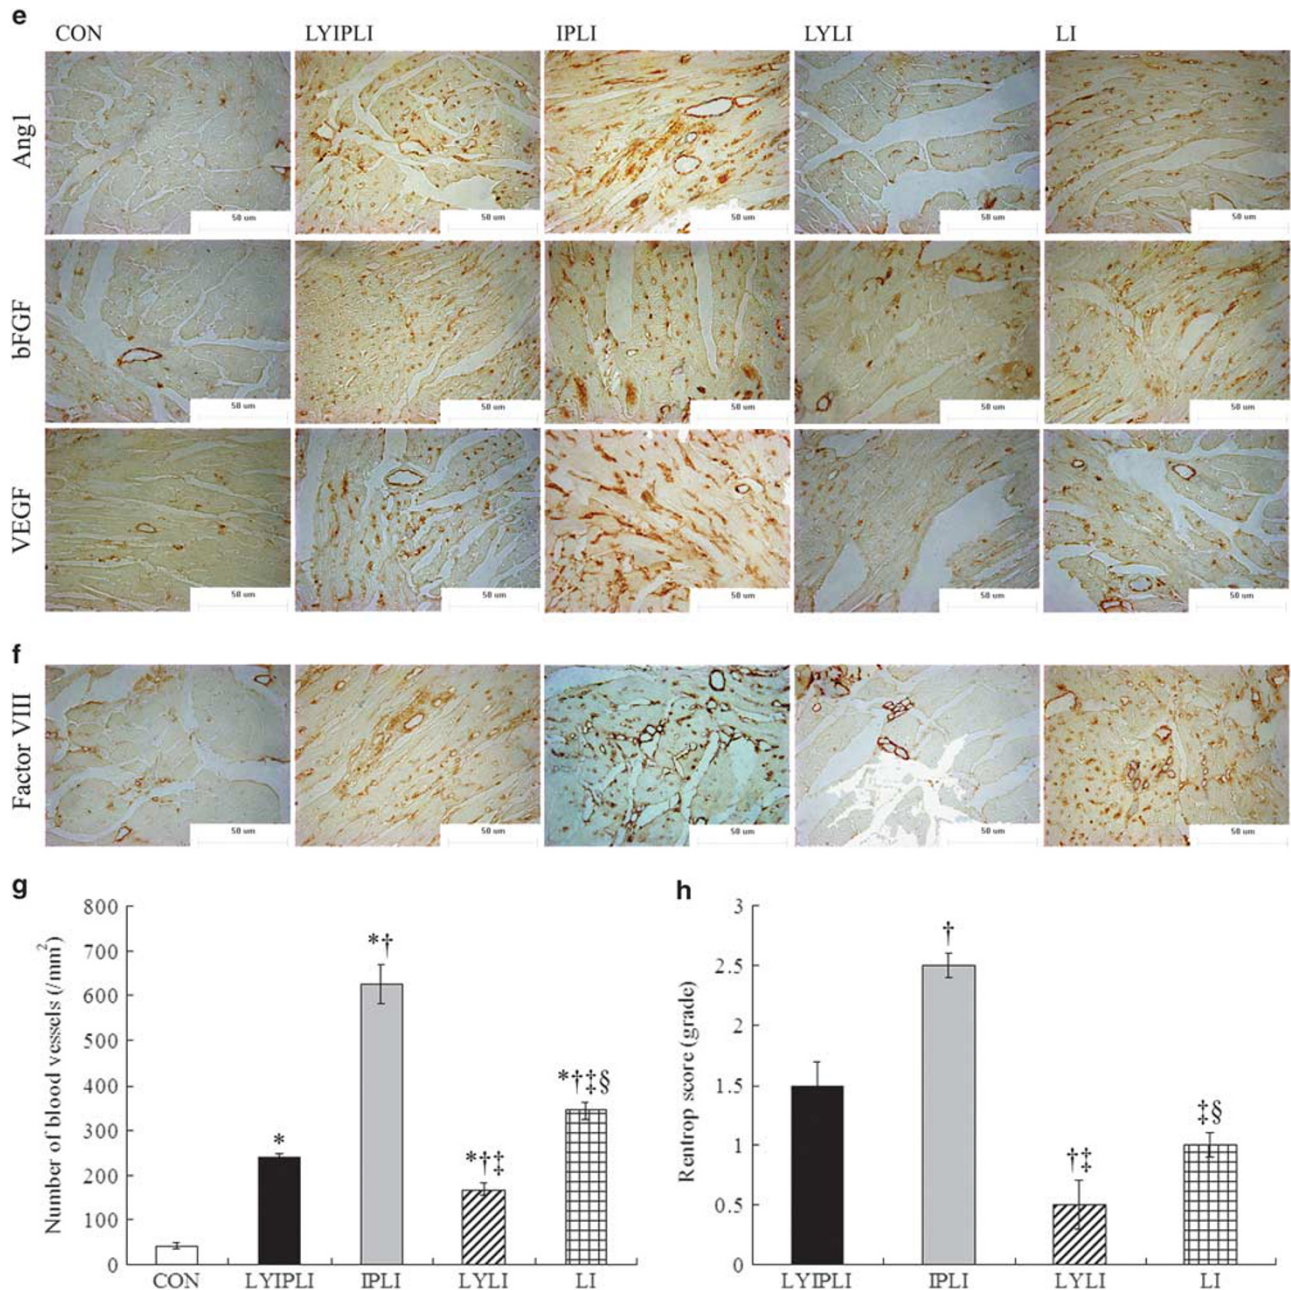 e
CON LYIPLI IPLI LYLI LI
Ang1
50 um 50 um 50 um 50 um 50 um
bFGF
50 um 50 um 50 um 50 um 50 um
VEGF
50 um 50 um 50 um 50 um 50 um
f
Factor VIII
50 um 50 um 50 um 50 um 50 um
g
Number of blood vessels (/mm²)
800
700
600
500
400
300
200
100
0
*
*†
*†‡
*†‡§
CON LYIPLI IPLI LYLI LI
h
Rentrop score (grade)
3
2.5
2
1.5
1
0.5
0
†
†‡
‡§
LYIPLI IPLI LYLI LI